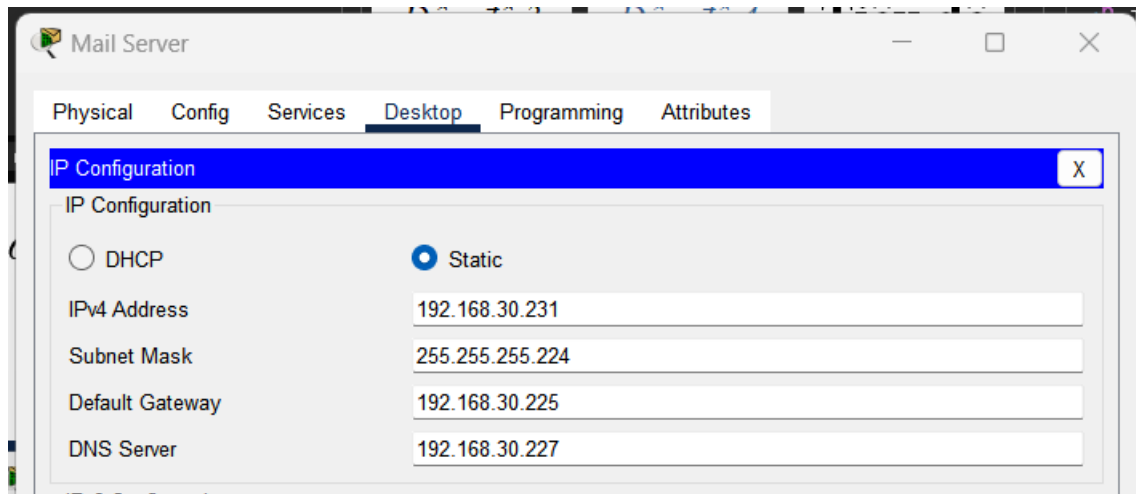 Mail Server
Physical Config Services Desktop Programming Attributes
IP Configuration X
IP Configuration
DHCP Static
IPv4 Address 192.168.30.231
Subnet Mask 255.255.255.224
Default Gateway 192.168.30.225
DNS Server 192.168.30.227